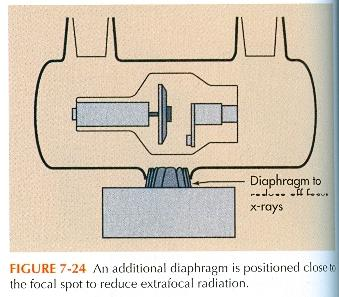 Diaphragm to
x-rays
FIGURE 7-24 An additional diaphragm is positioned close to
the focal spot to reduce extrafocal radiation.